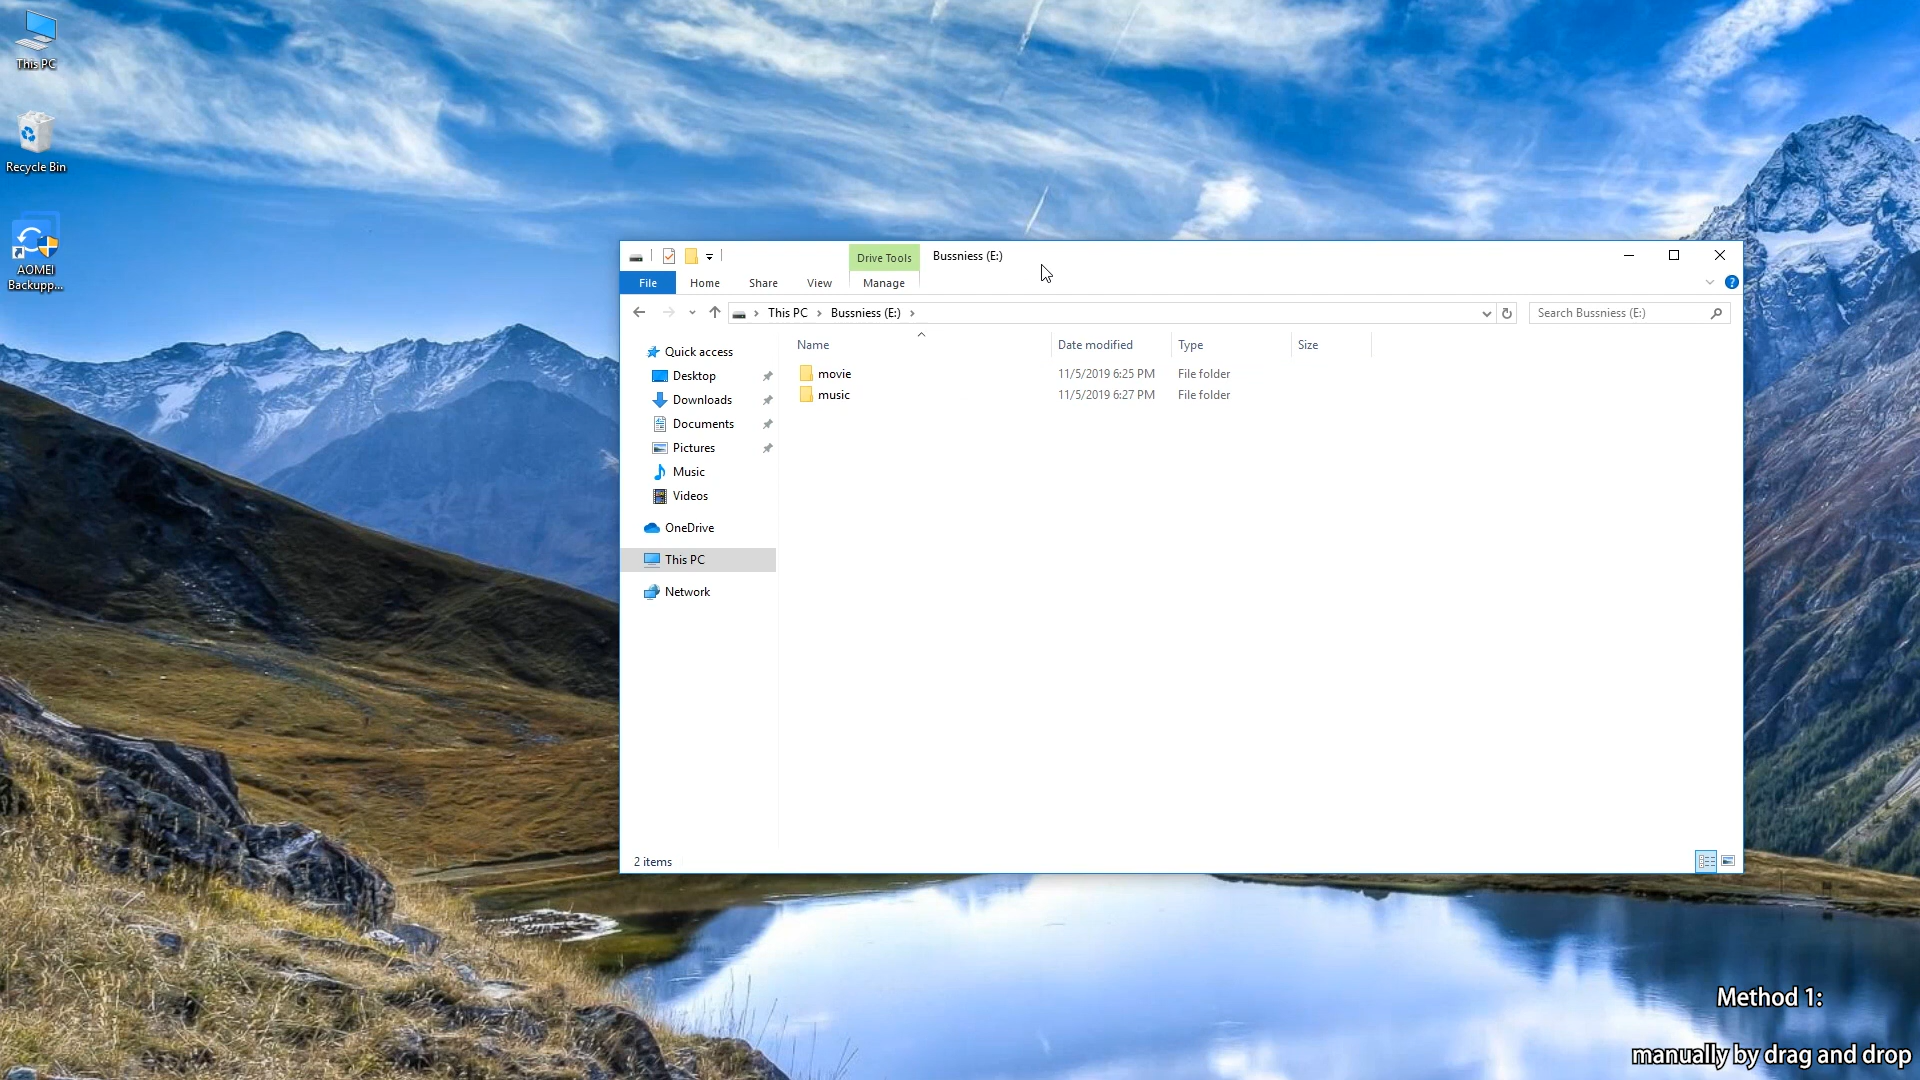 This PC
Recycle Bin
AOMEI
Backupp...
Drive Tools
Bussniess (E:)
File
Home
Share
View
Manage
This PC
Bussniess (E:)
Search Bussniess (E:)
Name
Date modified
Type
Size
movie
11/5/2019 6:25 PM
File folder
music
11/5/2019 6:27 PM
File folder
Quick access
Desktop
Downloads
Documents
Pictures
Music
Videos
OneDrive
This PC
Network
2 items
Method 1:
manually by drag and drop